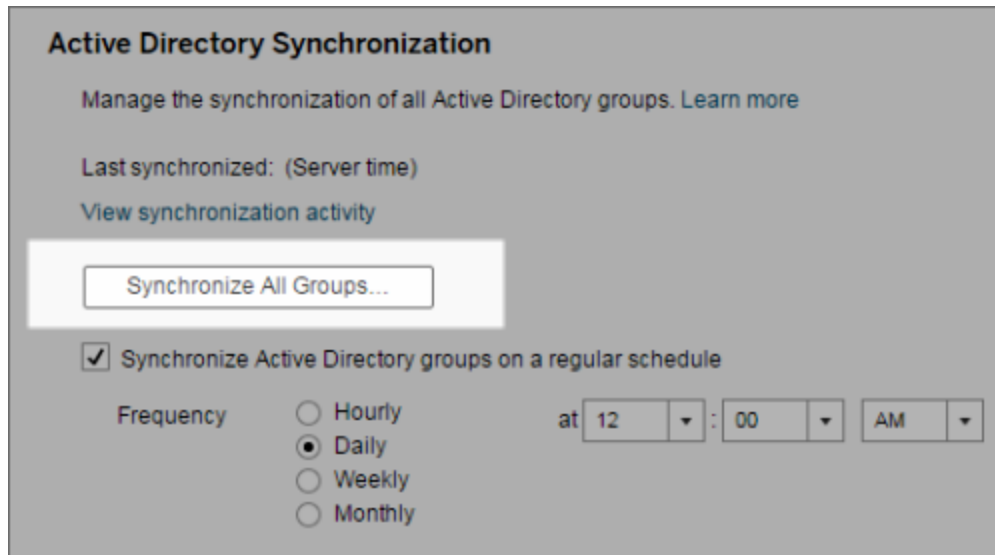 Active Directory Synchronization
Manage the synchronization of all Active Directory groups. Learn more
Last synchronized: (Server time)
View synchronization activity
Synchronize All Groups...
Synchronize Active Directory groups on a regular schedule
Frequency Hourly at 12 : 00 AM
Daily
Weekly
Monthly